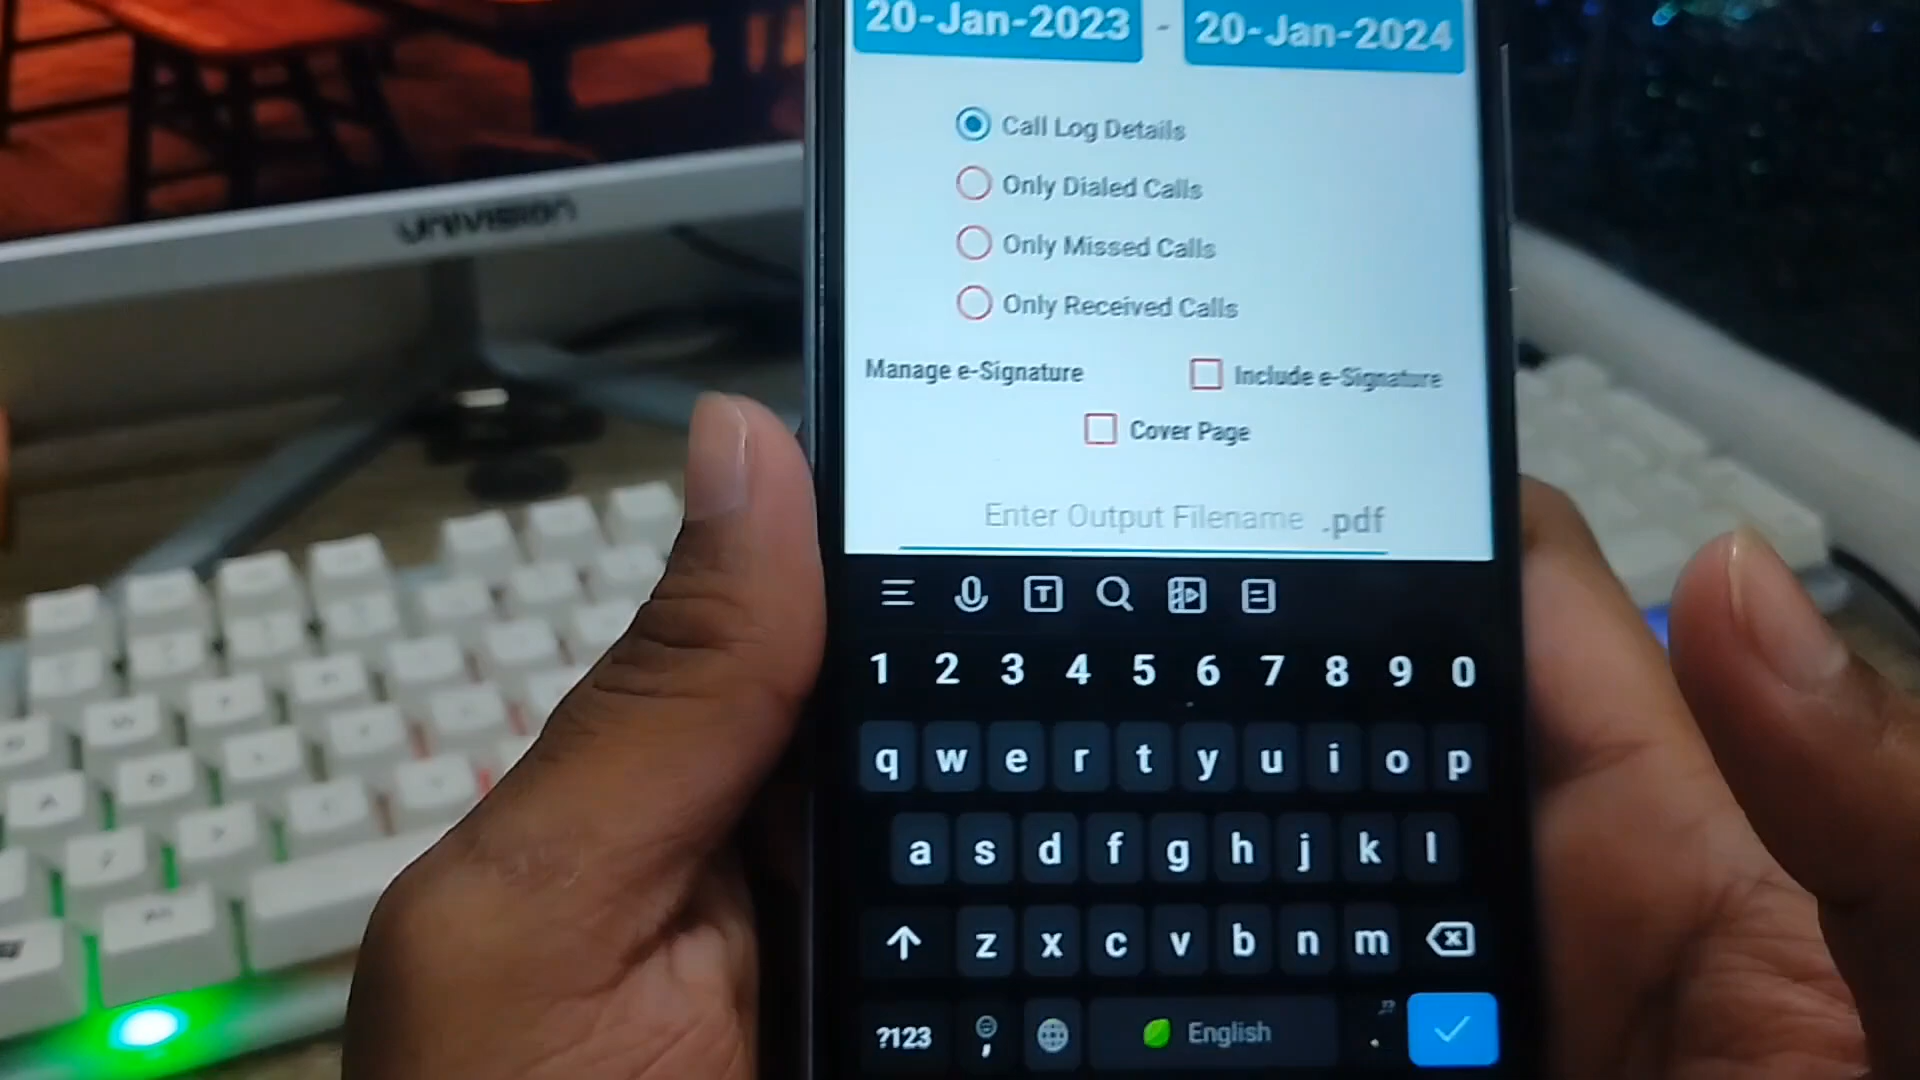 UNIVISION
20-Jan-2023 - 20-Jan-2024
Call Log Details
Only Dialed Calls
Only Missed Calls
Only Received Calls
Manage e-Signature Include e-Signature
Cover Page
Enter Output Filename .pdf
1 2 3 4 5 6 7 8 9 0
q w e r t y u i o p
a s d f g h j k l
z x c v b n m
?123 , English .